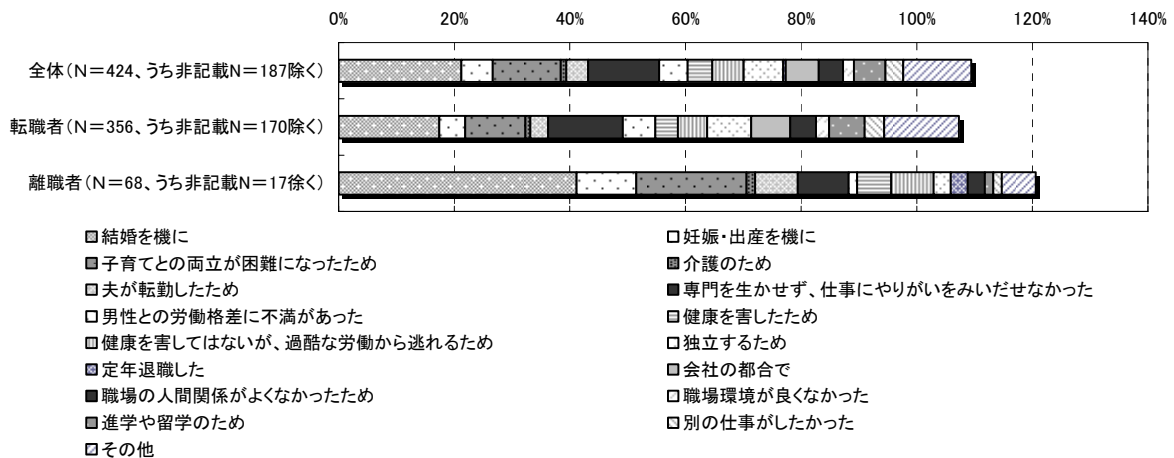 0% 20% 40% 60% 80% 100% 120% 140%
全体(N=424、うち非記載N=187除く)
転職者(N=356、うち非記載N=170除く)
離職者(N=68、うち非記載N=17徐く)
結婚を機に 妊娠・出産を機に
子育てとの両立が困難になったため 介護のため
夫が転勤したため 専門を生かせず、仕事にやりがいをみいだせなかった
男性との労働格差に不満があった 健康を害したため
健康を害してはないが、過酷な労働から逃れるため 独立するため
定年退職した 会社の都合で
職場の人間関係がよくなかったため 職場環境が良くなかった
進学や留学のため 別の仕事がしたかった
その他